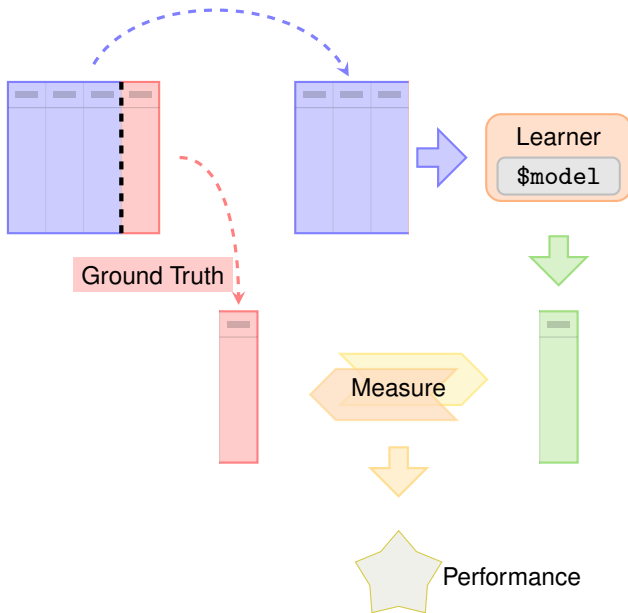 Learner
$model
Ground Truth
Measure
Performance